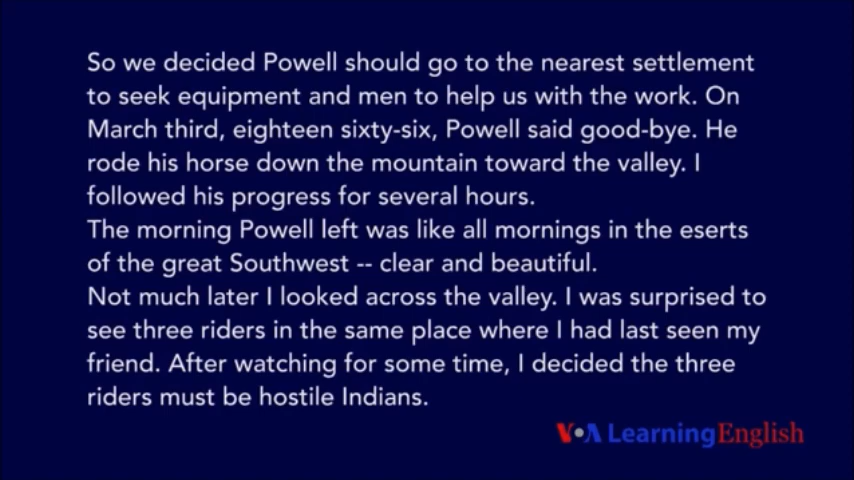 So we decided Powell should go to the nearest settlement
to seek equipment and men to help us with the work. On
March third, eighteen sixty-six, Powell said good-bye. He
rode his horse down the mountain toward the valley. I
followed his progress for several hours.
The morning Powell left was like all mornings in the eserts
of the great Southwest -- clear and beautiful.
Not much later I looked across the valley. I was surprised to
see three riders in the same place where I had last seen my
friend. After watching for some time, I decided the three
riders must be hostile Indians.
VOA Learning English